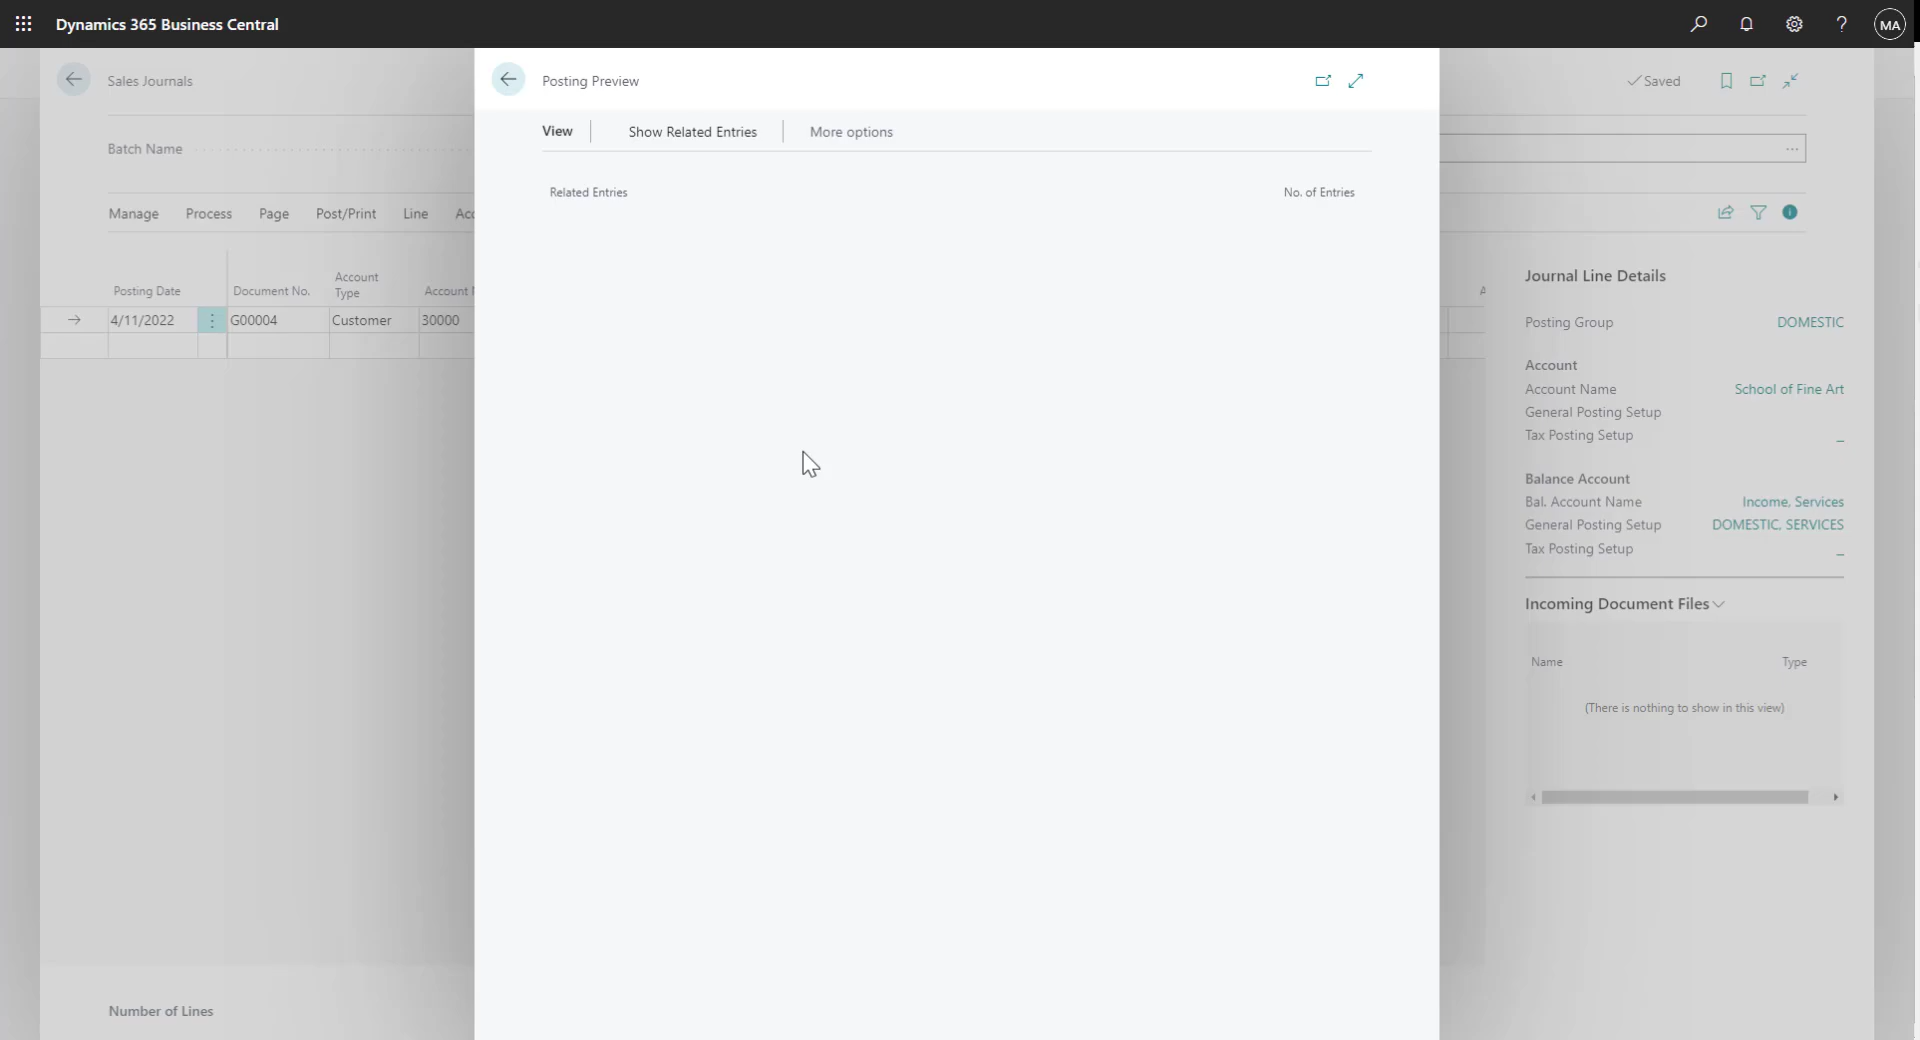 Dynamics 365 Business Central
MA
Sales Journals
Posting Preview
Saved
View
Show Related Entries
More options
Batch Name
Related Entries
No. of Entries
Manage
Process
Page
Post/Print
Line
Posting Date
Document No.
Account
Type
Account
4/11/2022
G00004
Customer
30000
Journal Line Details
Posting Group
DOMESTIC
Account
Account Name
School of Fine Art
General Posting Setup
Tax Posting Setup
_
Balance Account
Bal. Account Name
Income, Services
General Posting Setup
DOMESTIC, SERVICES
Tax Posting Setup
_
Incoming Document Files
Name
Type
(There is nothing to show in this view)
Number of Lines